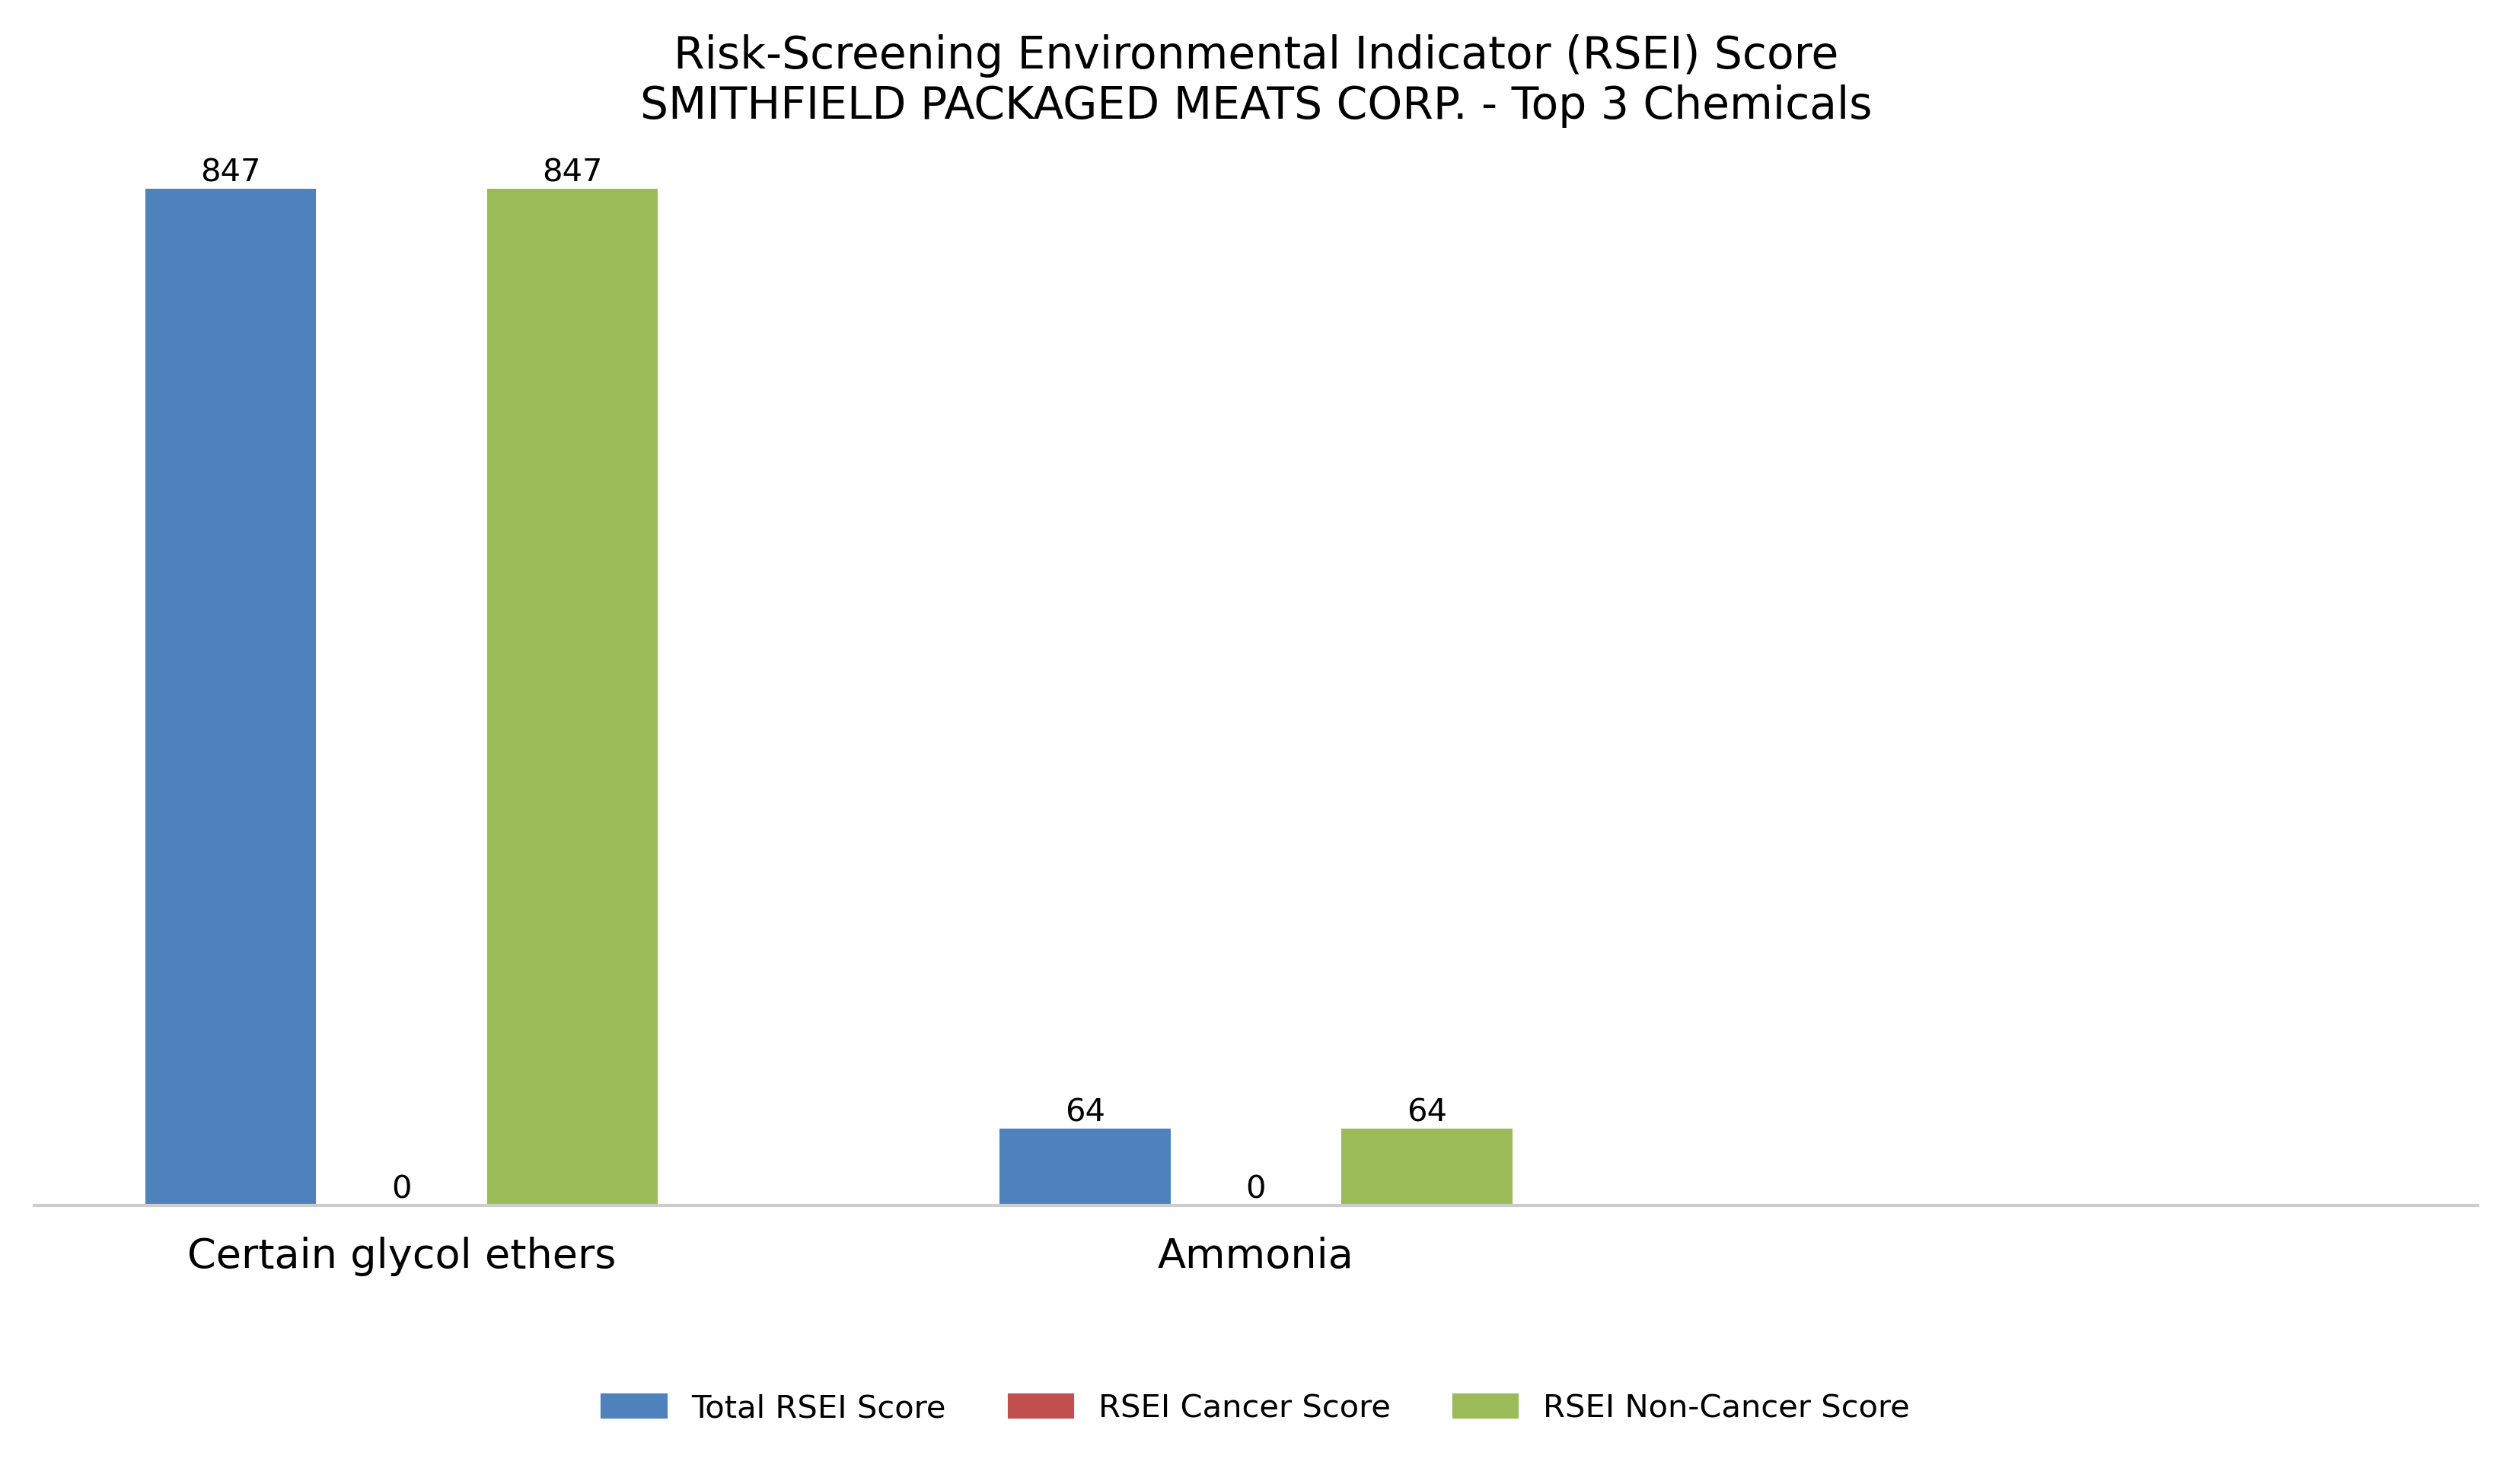 Risk-Screening Environmental Indicator (RSEI) Score
SMITHFIELD PACKAGED MEATS CORP. - Top 3 Chemicals
847
847
0
64
64
0
Certain glycol ethers
Ammonia
Total RSEI Score
RSEI Cancer Score
RSEI Non-Cancer Score